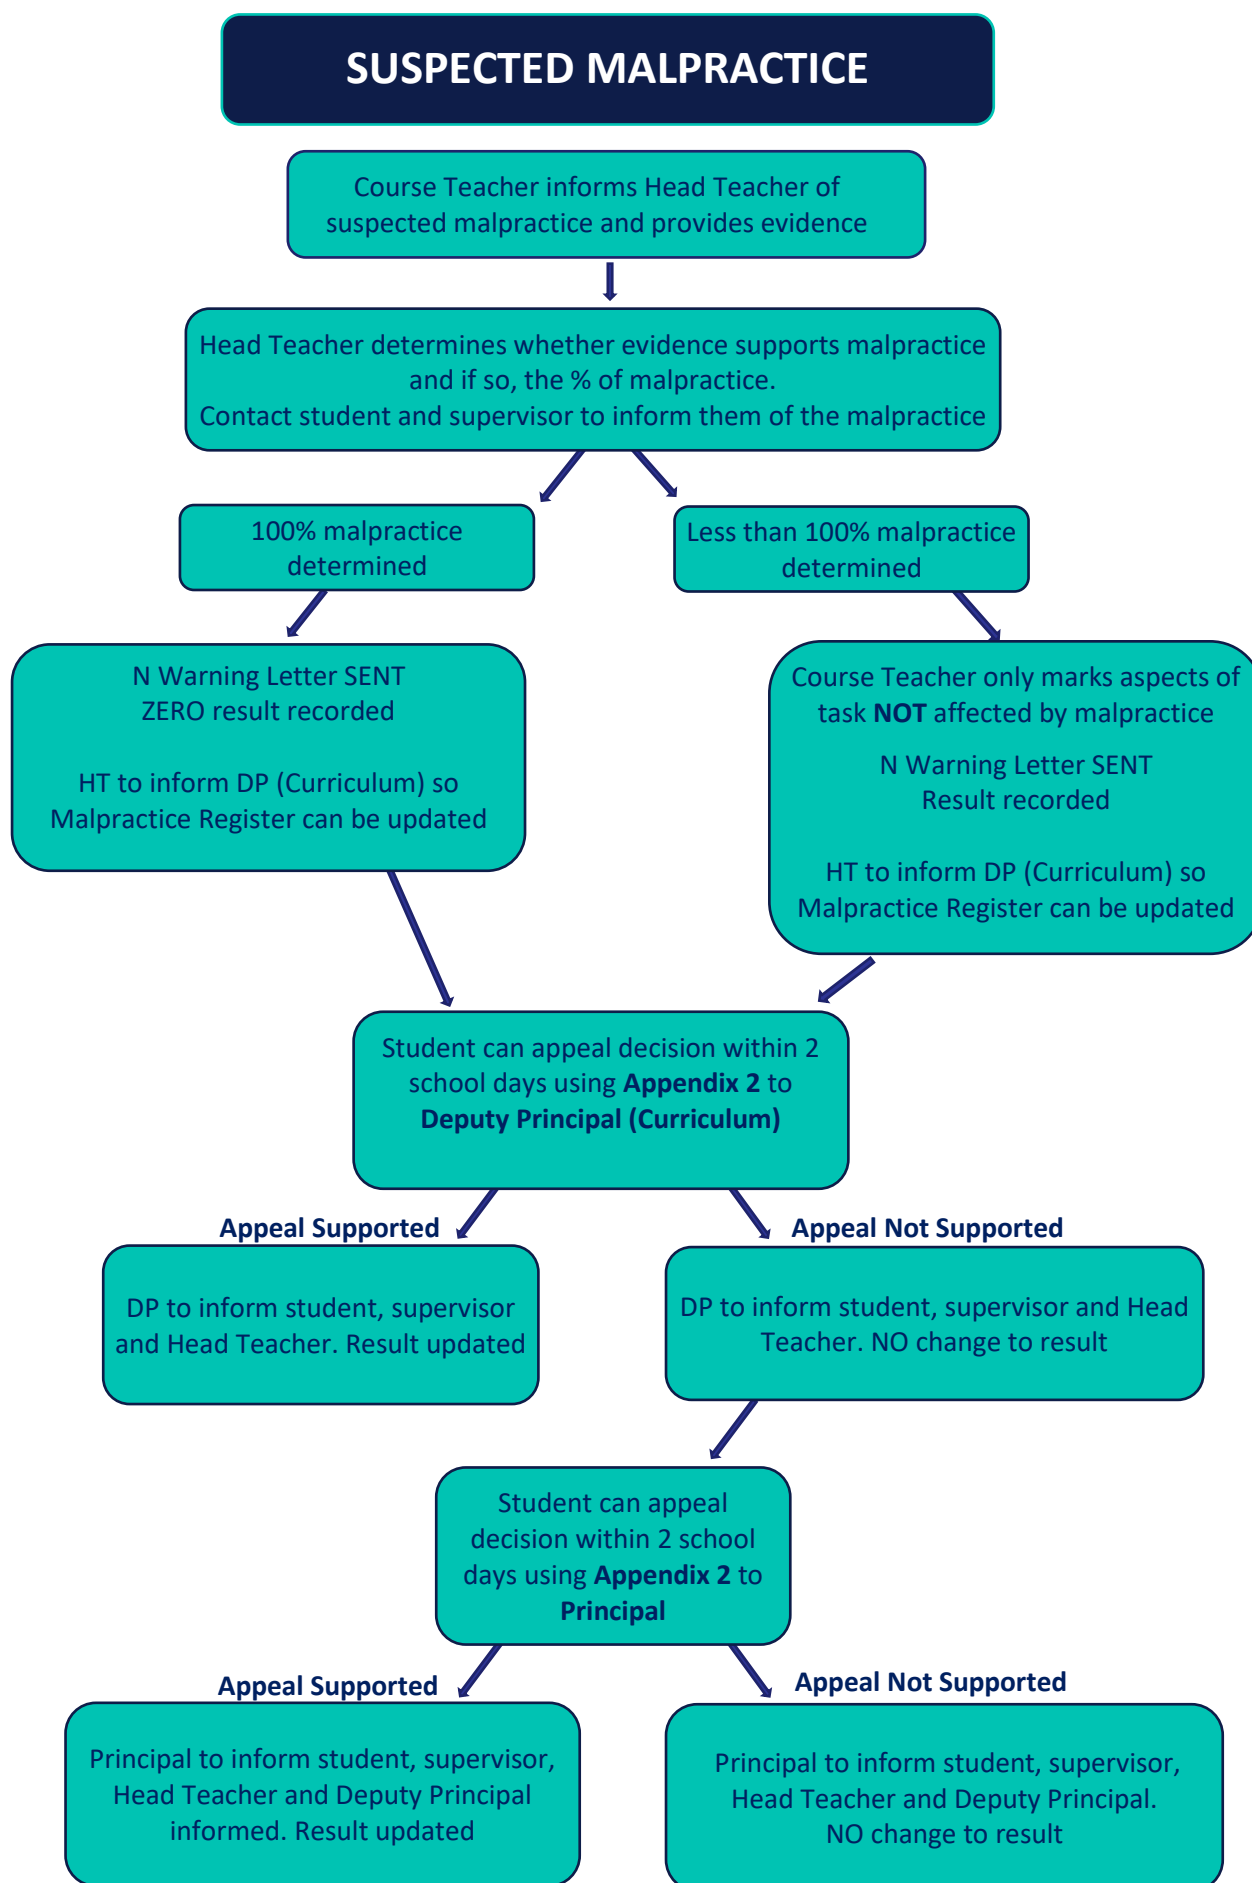 SUSPECTED MALPRACTICE
Course Teacher informs Head Teacher of
suspected malpractice and provides evidence
Head Teacher determines whether evidence supports malpractice
and if so, the % of malpractice.
Contact student and supervisor to inform them of the malpractice
100% malpractice
determined
Less than 100% malpractice
determined
N Warning Letter SENT
ZERO result recorded
HT to inform DP (Curriculum) so
Malpractice Register can be updated
Course Teacher only marks aspects of
task NOT affected by malpractice
N Warning Letter SENT
Result recorded
HT to inform DP (Curriculum) so
Malpractice Register can be updated
Student can appeal decision within 2
school days using Appendix 2 to
Deputy Principal (Curriculum)
Appeal Supported
Appeal Not Supported
DP to inform student, supervisor
and Head Teacher. Result updated
DP to inform student, supervisor and Head
Teacher. NO change to result
Student can appeal
decision within 2 school
days using Appendix 2 to
Principal
Appeal Supported
Appeal Not Supported
Principal to inform student, supervisor,
Head Teacher and Deputy Principal
informed. Result updated
Principal to inform student, supervisor,
Head Teacher and Deputy Principal.
NO change to result